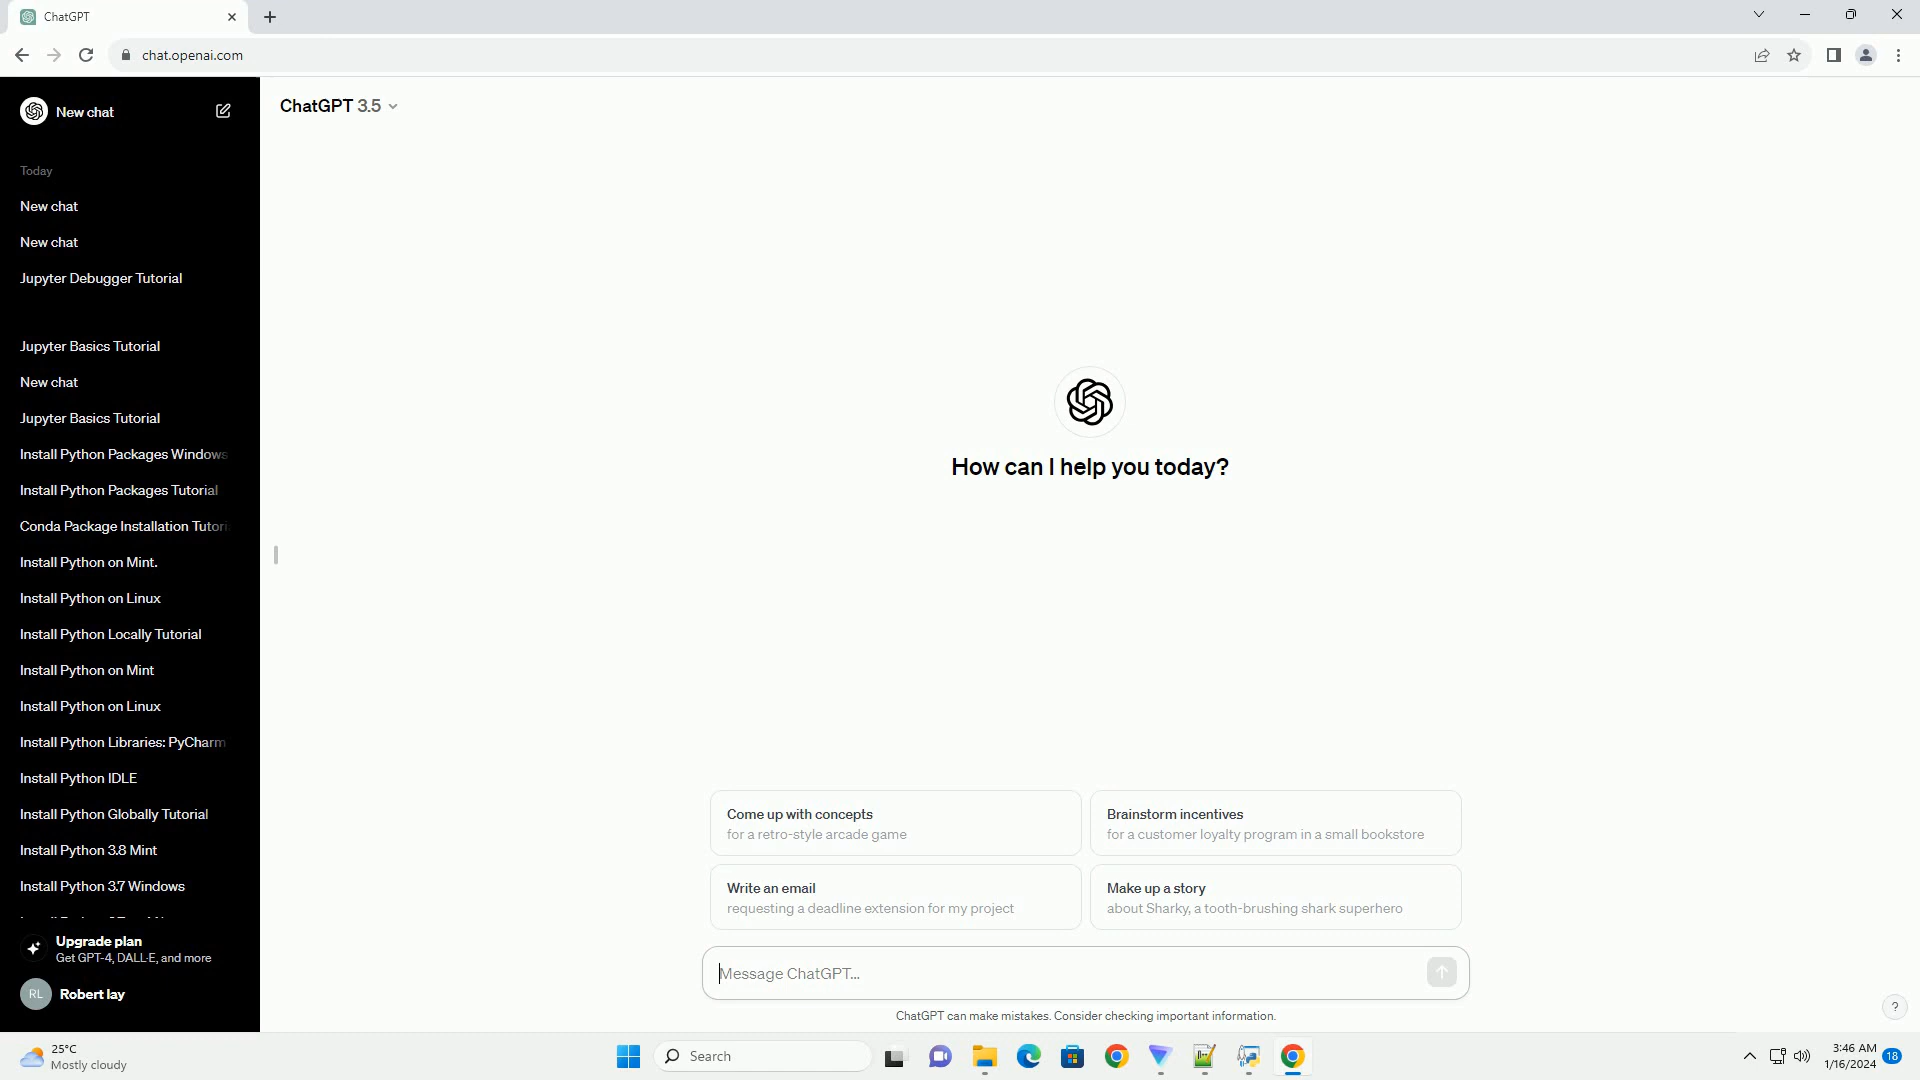 ChatGPT
chat.openai.com
New chat
ChatGPT 3.5
Today
New chat
New chat
Jupyter Debugger Tutorial
Jupyter Basics Tutorial
New chat
Jupyter Basics Tutorial
Install Python Packages Windows
Install Python Packages Tutorial
Conda Package Installation Tutori
Install Python on Mint.
Install Python on Linux
Install Python Locally Tutorial
Install Python on Mint
Install Python on Linux
Install Python Libraries: PyCharm
Install Python IDLE
Install Python Globally Tutorial
Install Python 3.8 Mint
Install Python 3.7 Windows
Upgrade plan
Get GPT-4, DALL·E, and more
RL Robert lay
How can I help you today?
Come up with concepts
for a retro-style arcade game
Brainstorm incentives
for a customer loyalty program in a small bookstore
Write an email
requesting a deadline extension for my project
Make up a story
about Sharky, a tooth-brushing shark superhero
Message ChatGPT...
ChatGPT can make mistakes. Consider checking important information.
?
25°C
Mostly cloudy
Search
3:46 AM
1/16/2024
18